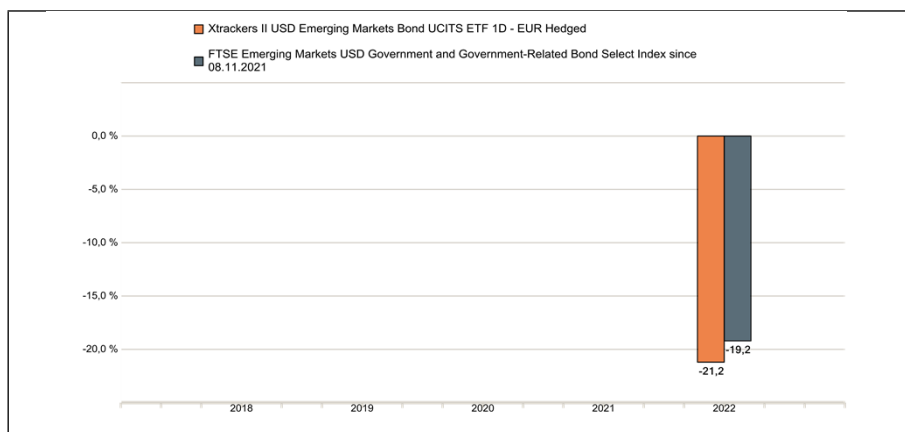 Xtrackers II USD Emerging Markets Bond UCITS ETF 1D - EUR Hedged
FTSE Emerging Markets USD Government and Government-Related Bond Select Index since
08.11.2021
0,0 %
-5,0 %
-10,0 %
-15,0 %
-20,0 %
-19,2
-21,2
2018 2019 2020 2021 2022